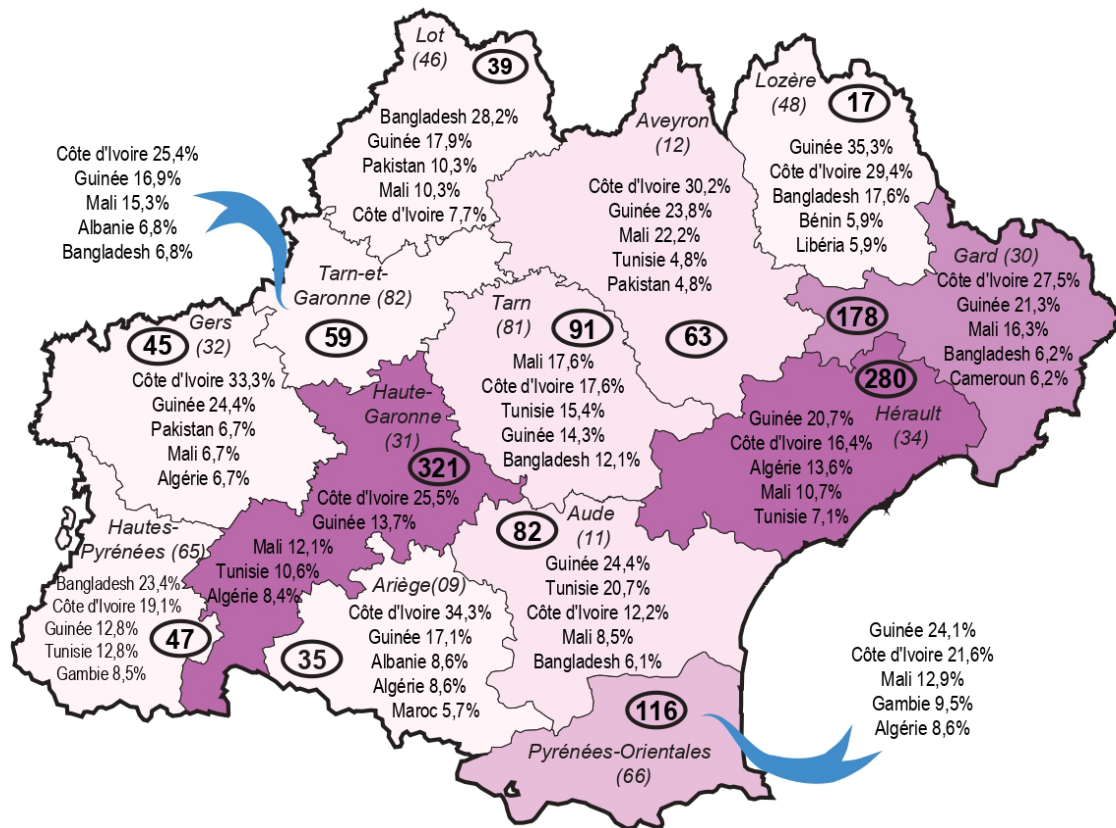 Lot
(46)
39
Bangladesh 28,2%
Guinée 17,9%
Pakistan 10,3%
Mali 10,3%
Côte d'Ivoire 7,7%
Lozère
(48)
17
Guinée 35,3%
Côte d'Ivoire 29,4%
Bangladesh 17,6%
Bénin 5,9%
Libéria 5,9%
Aveyron
(12)
Côte d'Ivoire 30,2%
Guinée 23,8%
Mali 22,2%
Tunisie 4,8%
Pakistan 4,8%
63
Côte d'Ivoire 25,4%
Guinée 16,9%
Mali 15,3%
Albanie 6,8%
Bangladesh 6,8%
Tarn-et-
Garonne (82)
59
Gard (30)
Côte d'Ivoire 27,5%
Guinée 21,3%
Mali 16,3%
Bangladesh 6,2%
Cameroun 6,2%
178
Gers
(32)
45
Côte d'Ivoire 33,3%
Guinée 24,4%
Pakistan 6,7%
Mali 6,7%
Algérie 6,7%
Tarn
(81)
91
Mali 17,6%
Côte d'Ivoire 17,6%
Tunisie 15,4%
Guinée 14,3%
Bangladesh 12,1%
Haute-
Garonne
(31)
321
Côte d'Ivoire 25,5%
Guinée 13,7%
Mali 12,1%
Tunisie 10,6%
Algérie 8,4%
280
Hérault
(34)
Guinée 20,7%
Côte d'Ivoire 16,4%
Algérie 13,6%
Mali 10,7%
Tunisie 7,1%
Hautes-
Pyrénées (65)
Bangladesh 23,4%
Côte d'Ivoire 19,1%
Guinée 12,8%
Tunisie 12,8%
Gambie 8,5%
47
Ariège(09)
Côte d'Ivoire 34,3%
Guinée 17,1%
Albanie 8,6%
Algérie 8,6%
Maroc 5,7%
35
82
Aude
(11)
Guinée 24,4%
Tunisie 20,7%
Côte d'Ivoire 12,2%
Mali 8,5%
Bangladesh 6,1%
116
Pyrénées-Orientales
(66)
Guinée 24,1%
Côte d'Ivoire 21,6%
Mali 12,9%
Gambie 9,5%
Algérie 8,6%